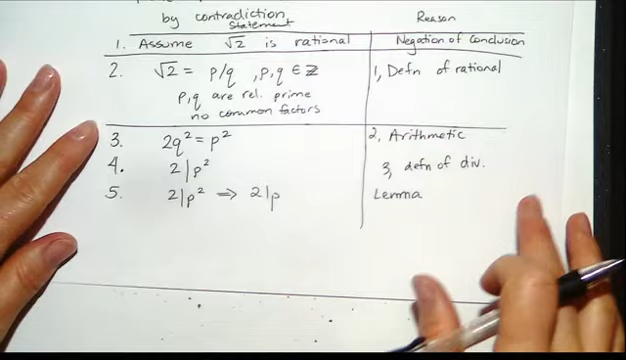 by contradiction
Statement Reason
1. Assume √2 is rational Negation of Conclusion
2. √2 = p/q , p,q ∈ ℤ 1, Defn of rational
p,q are rel. prime
no common factors
3. 2q² = p² 2, Arithmetic
4. 2|p² 3, defn of div.
5. 2|p² ⇒ 2|p Lemma